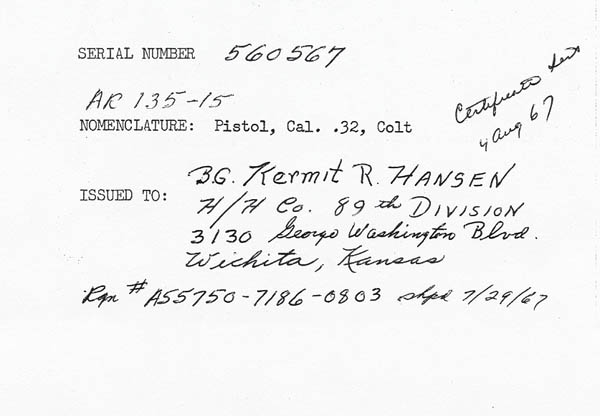 SERIAL NUMBER 560567
AR 135-15
NOMENCLATURE: Pistol, Cal. .32, Colt
Certificate sent
4 Aug 67
ISSUED TO: B.G. Kermit R. HANSEN
H/H Co. 89th DIVISION
3130 George Washington Blvd.
Wichita, Kansas
Rqn # A55750-7186-0803 shpd 7/29/67